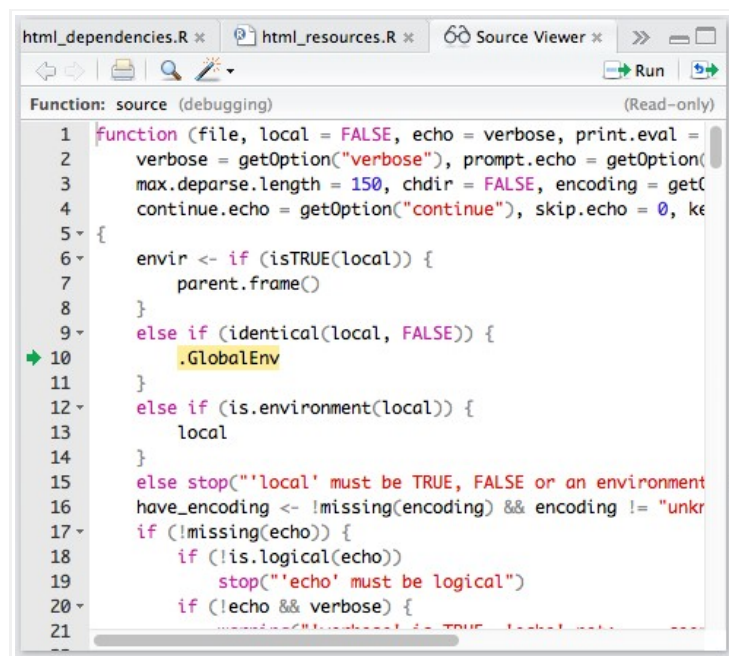 html_dependencies.R × html_resources.R × Source Viewer ×
Run
Function: source (debugging) (Read-only)
1 function (file, local = FALSE, echo = verbose, print.eval =
2 verbose = getOption("verbose"), prompt.echo = getOption(
3 max.deparse.length = 150, chdir = FALSE, encoding = getO
4 continue.echo = getOption("continue"), skip.echo = 0, ke
5 {
6 envir <- if (isTRUE(local)) {
7 parent.frame()
8 }
9 else if (identical(local, FALSE)) {
10 .GlobalEnv
11 }
12 else if (is.environment(local)) {
13 local
14 }
15 else stop("'local' must be TRUE, FALSE or an environment
16 have_encoding <- !missing(encoding) && encoding != "unkr
17 if (!missing(echo)) {
18 if (!is.logical(echo))
19 stop("'echo' must be logical")
20 if (!echo && verbose) {
21